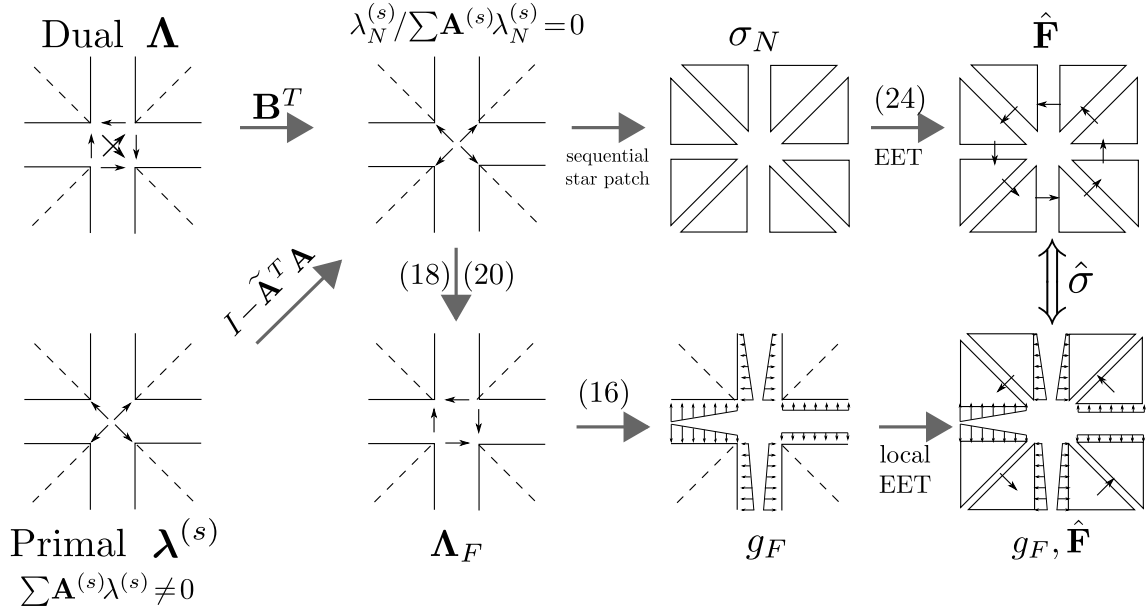 Dual Λ
λ_N^{(s)}/∑A^{(s)}λ_N^{(s)}=0
σ_N
F̂
B^T
sequential
star patch
(24)
EET
I−Ã^T A
(18) (20)
σ̂
(16)
local
EET
Primal λ^{(s)}
∑A^{(s)}λ^{(s)}≠0
Λ_F
g_F
g_F, F̂